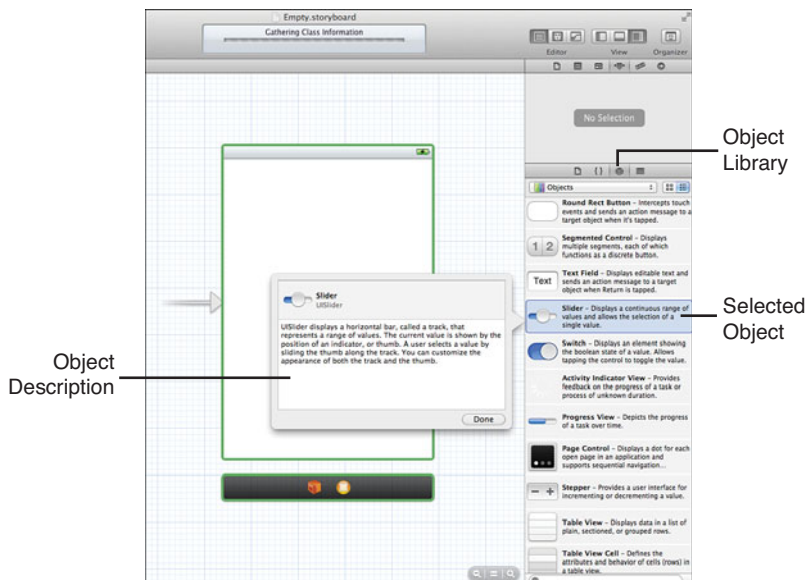 Empty.storyboard
Gathering Class Information
Editor
View
Organizer
No Selection
Object
Library
{ }
Objects
Round Rect Button – Intercepts touch
events and sends an action message to a
target object when it's tapped.
1 2
Segmented Control – Displays
multiple segments, each of which
functions as a discrete button.
Text
Text Field – Displays editable text and
sends an action message to a target
object when Return is tapped.
Slider – Displays a continuous range of
values and allows the selection of a
single value.
Selected
Object
Switch – Displays an element showing
the boolean state of a value. Allows
tapping the control to toggle the value.
Activity Indicator View – Provides
feedback on the progress of a task or
process of unknown duration.
Progress View – Depicts the progress
of a task over time.
Page Control – Displays a dot for each
open page in an application and
supports sequential navigation...
Stepper – Provides a user interface for
incrementing or decrementing a value.
Table View – Displays data in a list of
plain, sectioned, or grouped rows.
Table View Cell – Defines the
attributes and behavior of cells (rows) in
a table view.
Slider
UISlider
UISlider displays a horizontal bar, called a track, that
represents a range of values. The current value is shown by the
position of an indicator, or thumb. A user selects a value by
sliding the thumb along the track. You can customize the
appearance of both the track and the thumb.
Done
Object
Description